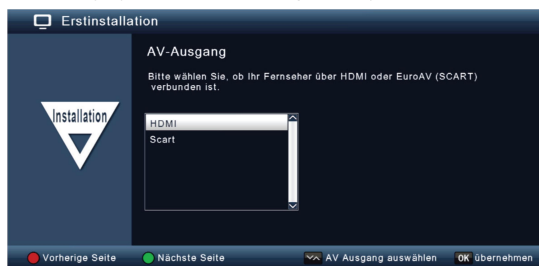 Erstinstallation
AV-Ausgang
Bitte wählen Sie, ob Ihr Fernseher über HDMI oder EuroAV (SCART)
verbunden ist.
Installation
HDMI
Scart
Vorherige Seite
Nächste Seite
AV Ausgang auswählen
OK übernehmen